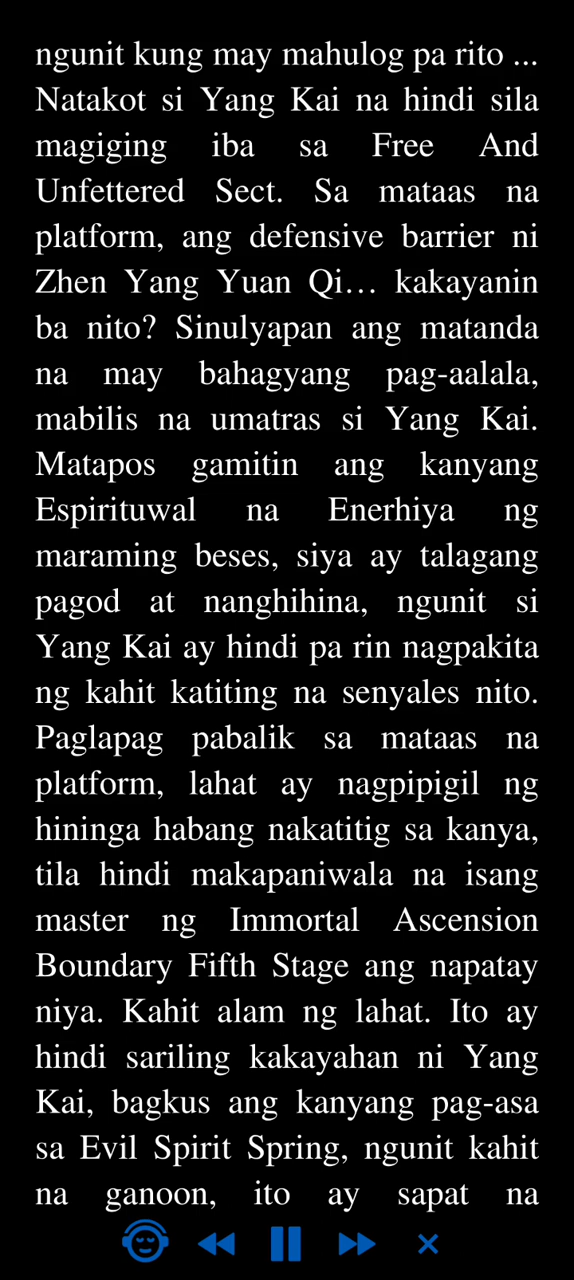 ngunit kung may mahulog pa rito ...
Natakot si Yang Kai na hindi sila
magiging iba sa Free And
Unfettered Sect. Sa mataas na
platform, ang defensive barrier ni
Zhen Yang Yuan Qi… kakayanin
ba nito? Sinulyapan ang matanda
na may bahagyang pag-aalala,
mabilis na umatras si Yang Kai.
Matapos gamitin ang kanyang
Espirituwal na Enerhiya ng
maraming beses, siya ay talagang
pagod at nanghihina, ngunit si
Yang Kai ay hindi pa rin nagpakita
ng kahit katiting na senyales nito.
Paglapag pabalik sa mataas na
platform, lahat ay nagpipigil ng
hininga habang nakatitig sa kanya,
tila hindi makapaniwala na isang
master ng Immortal Ascension
Boundary Fifth Stage ang napatay
niya. Kahit alam ng lahat. Ito ay
hindi sariling kakayahan ni Yang
Kai, bagkus ang kanyang pag-asa
sa Evil Spirit Spring, ngunit kahit
na ganoon, ito ay sapat na